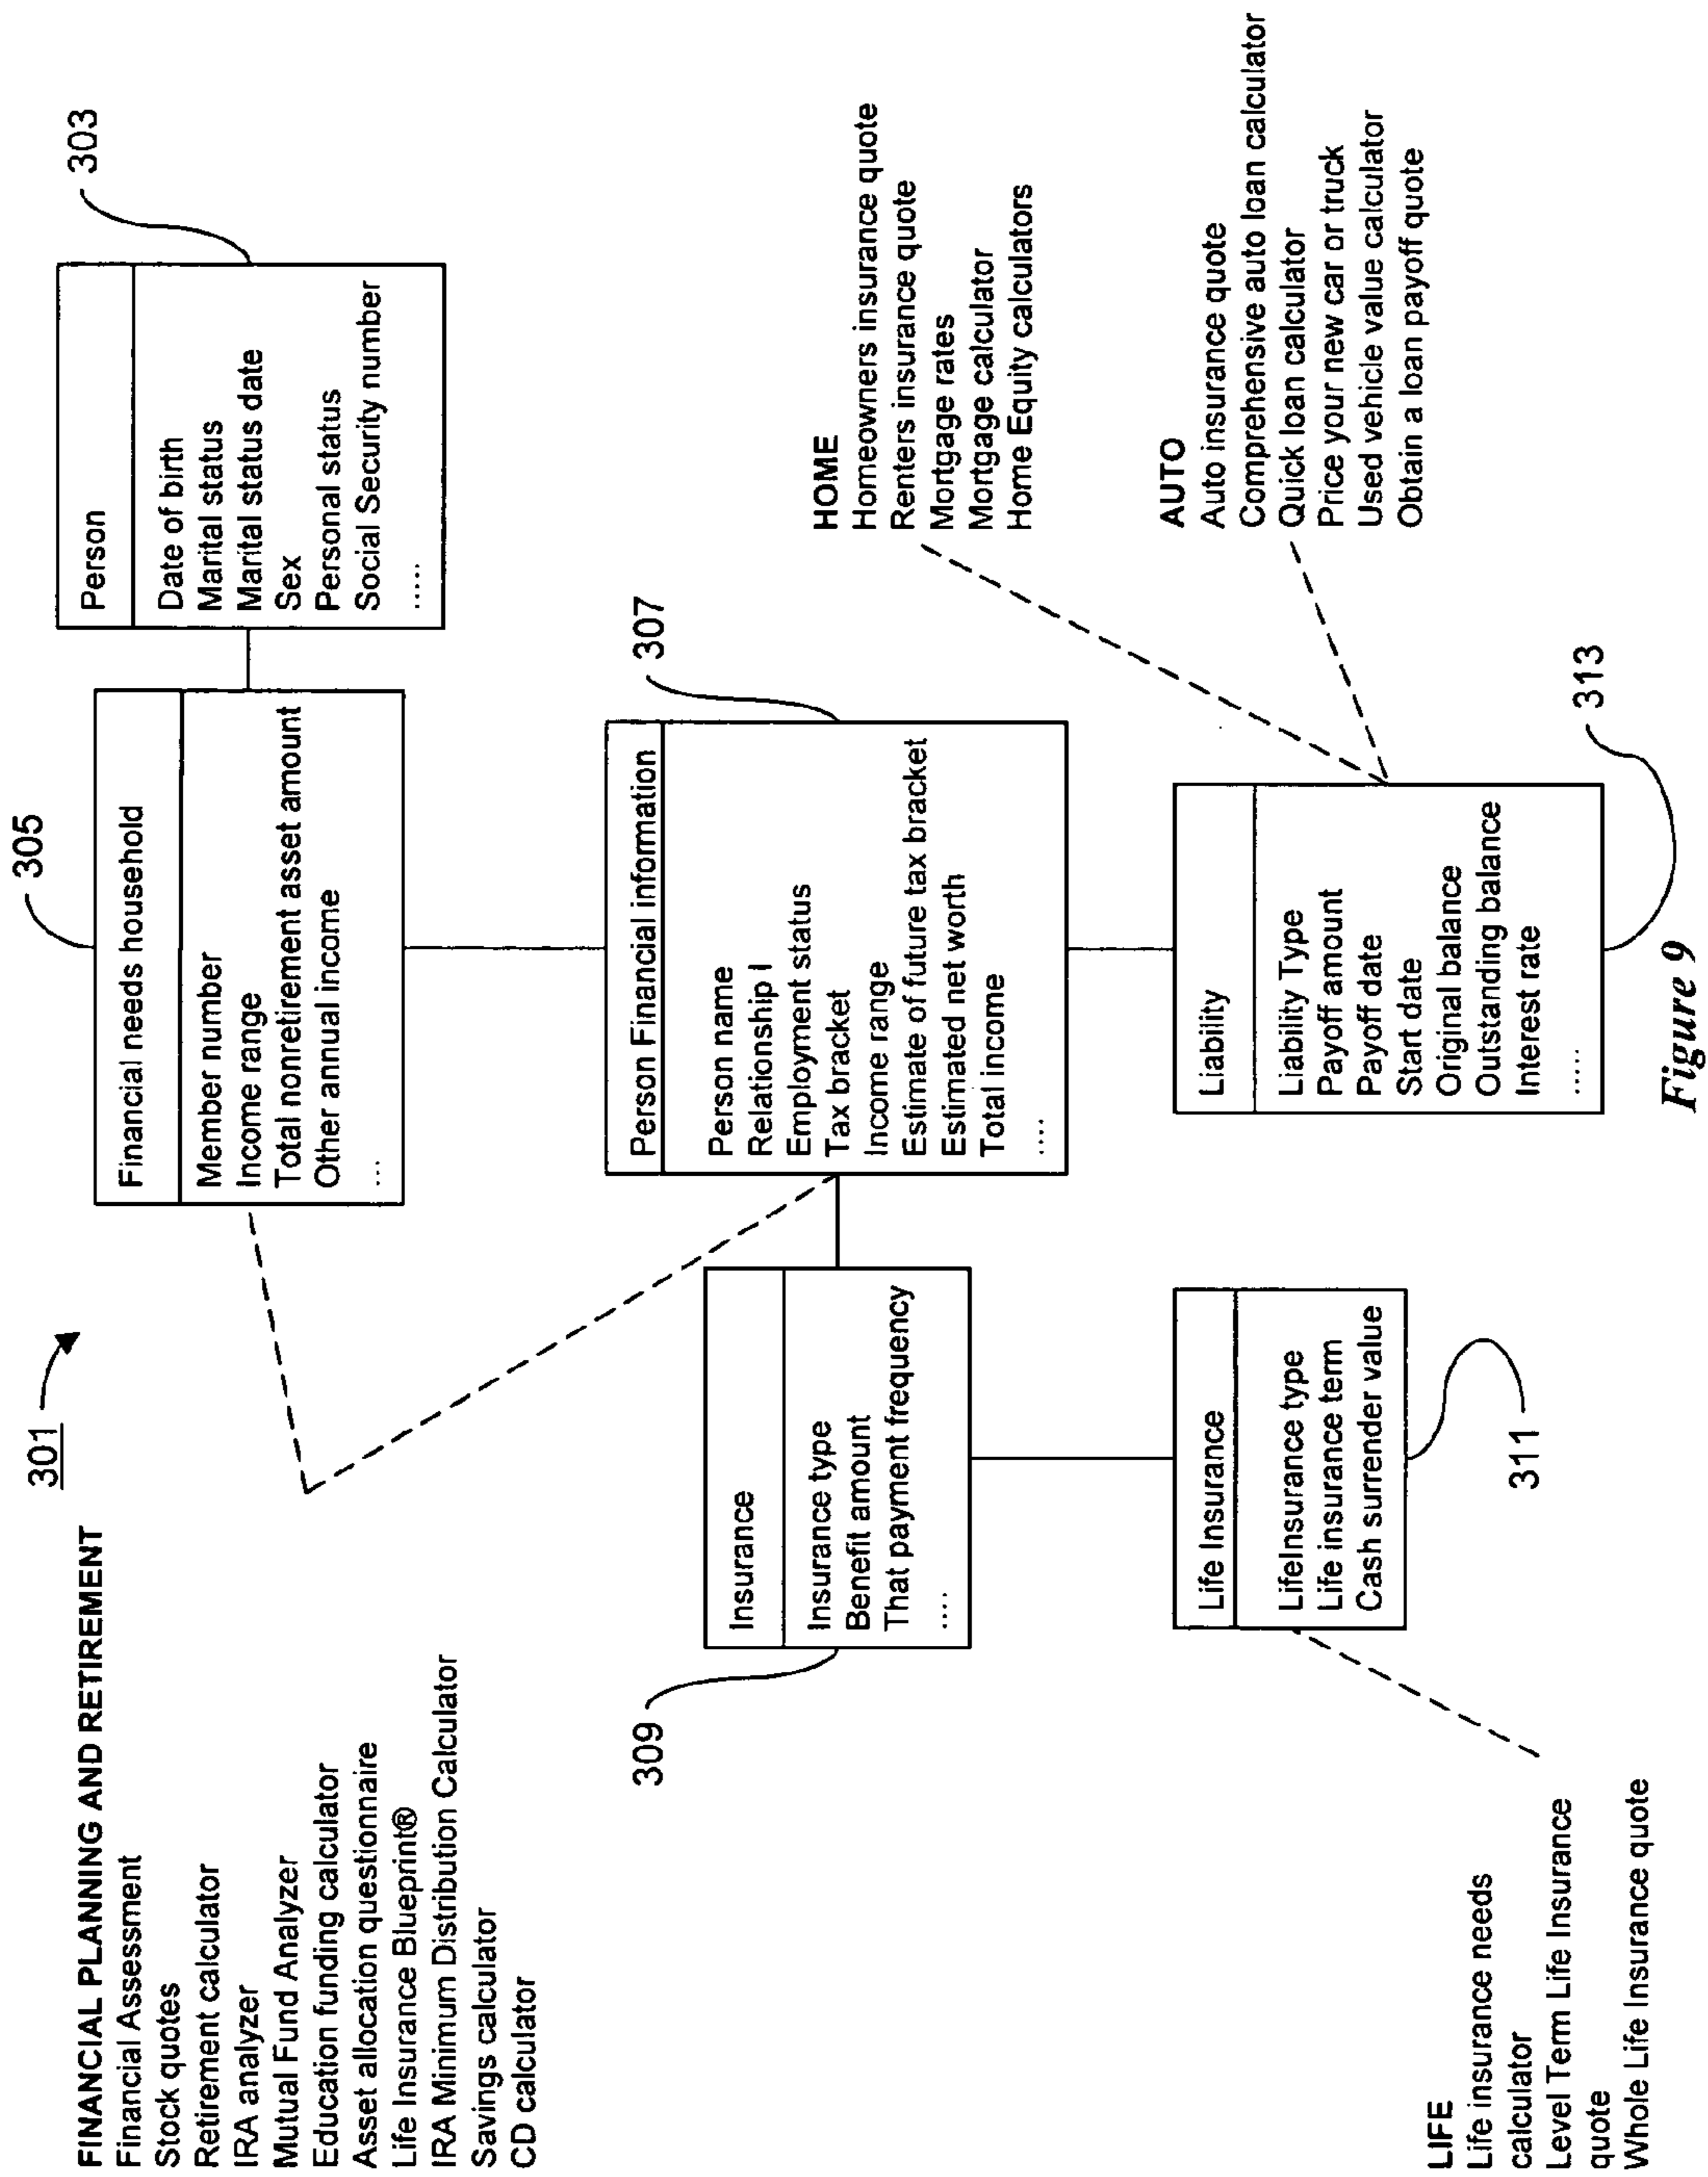 301
FINANCIAL PLANNING AND RETIREMENT
Financial Assessment
Stock quotes
Retirement calculator
IRA analyzer
Mutual Fund Analyzer
Education funding calculator
Asset allocation questionnaire
Life Insurance Blueprint®
IRA Minimum Distribution Calculator
Savings calculator
CD calculator
305
Financial needs household
Member number
Income range
Total nonretirement asset amount
Other annual income
...
303
Person
Date of birth
Marital status
Marital status date
Sex
Personal status
Social Security number
.....
309
Insurance
Insurance type
Benefit amount
That payment frequency
....
307
Person Financial information
Person name
Relationship I
Employment status
Tax bracket
Income range
Estimate of future tax bracket
Estimated net worth
Total income
....
HOME
Homeowners insurance quote
Renters insurance quote
Mortgage rates
Mortgage calculator
Home Equity calculators
LIFE
Life insurance needs
calculator
Level Term Life Insurance
quote
Whole Life Insurance quote
Life Insurance
LifeInsurance type
Life insurance term
Cash surrender value
311
Liability
Liability Type
Payoff amount
Payoff date
Start date
Original balance
Outstanding balance
Interest rate
....
313
AUTO
Auto insurance quote
Comprehensive auto loan calculator
Quick loan calculator
Price your new car or truck
Used vehicle value calculator
Obtain a loan payoff quote
Figure 9